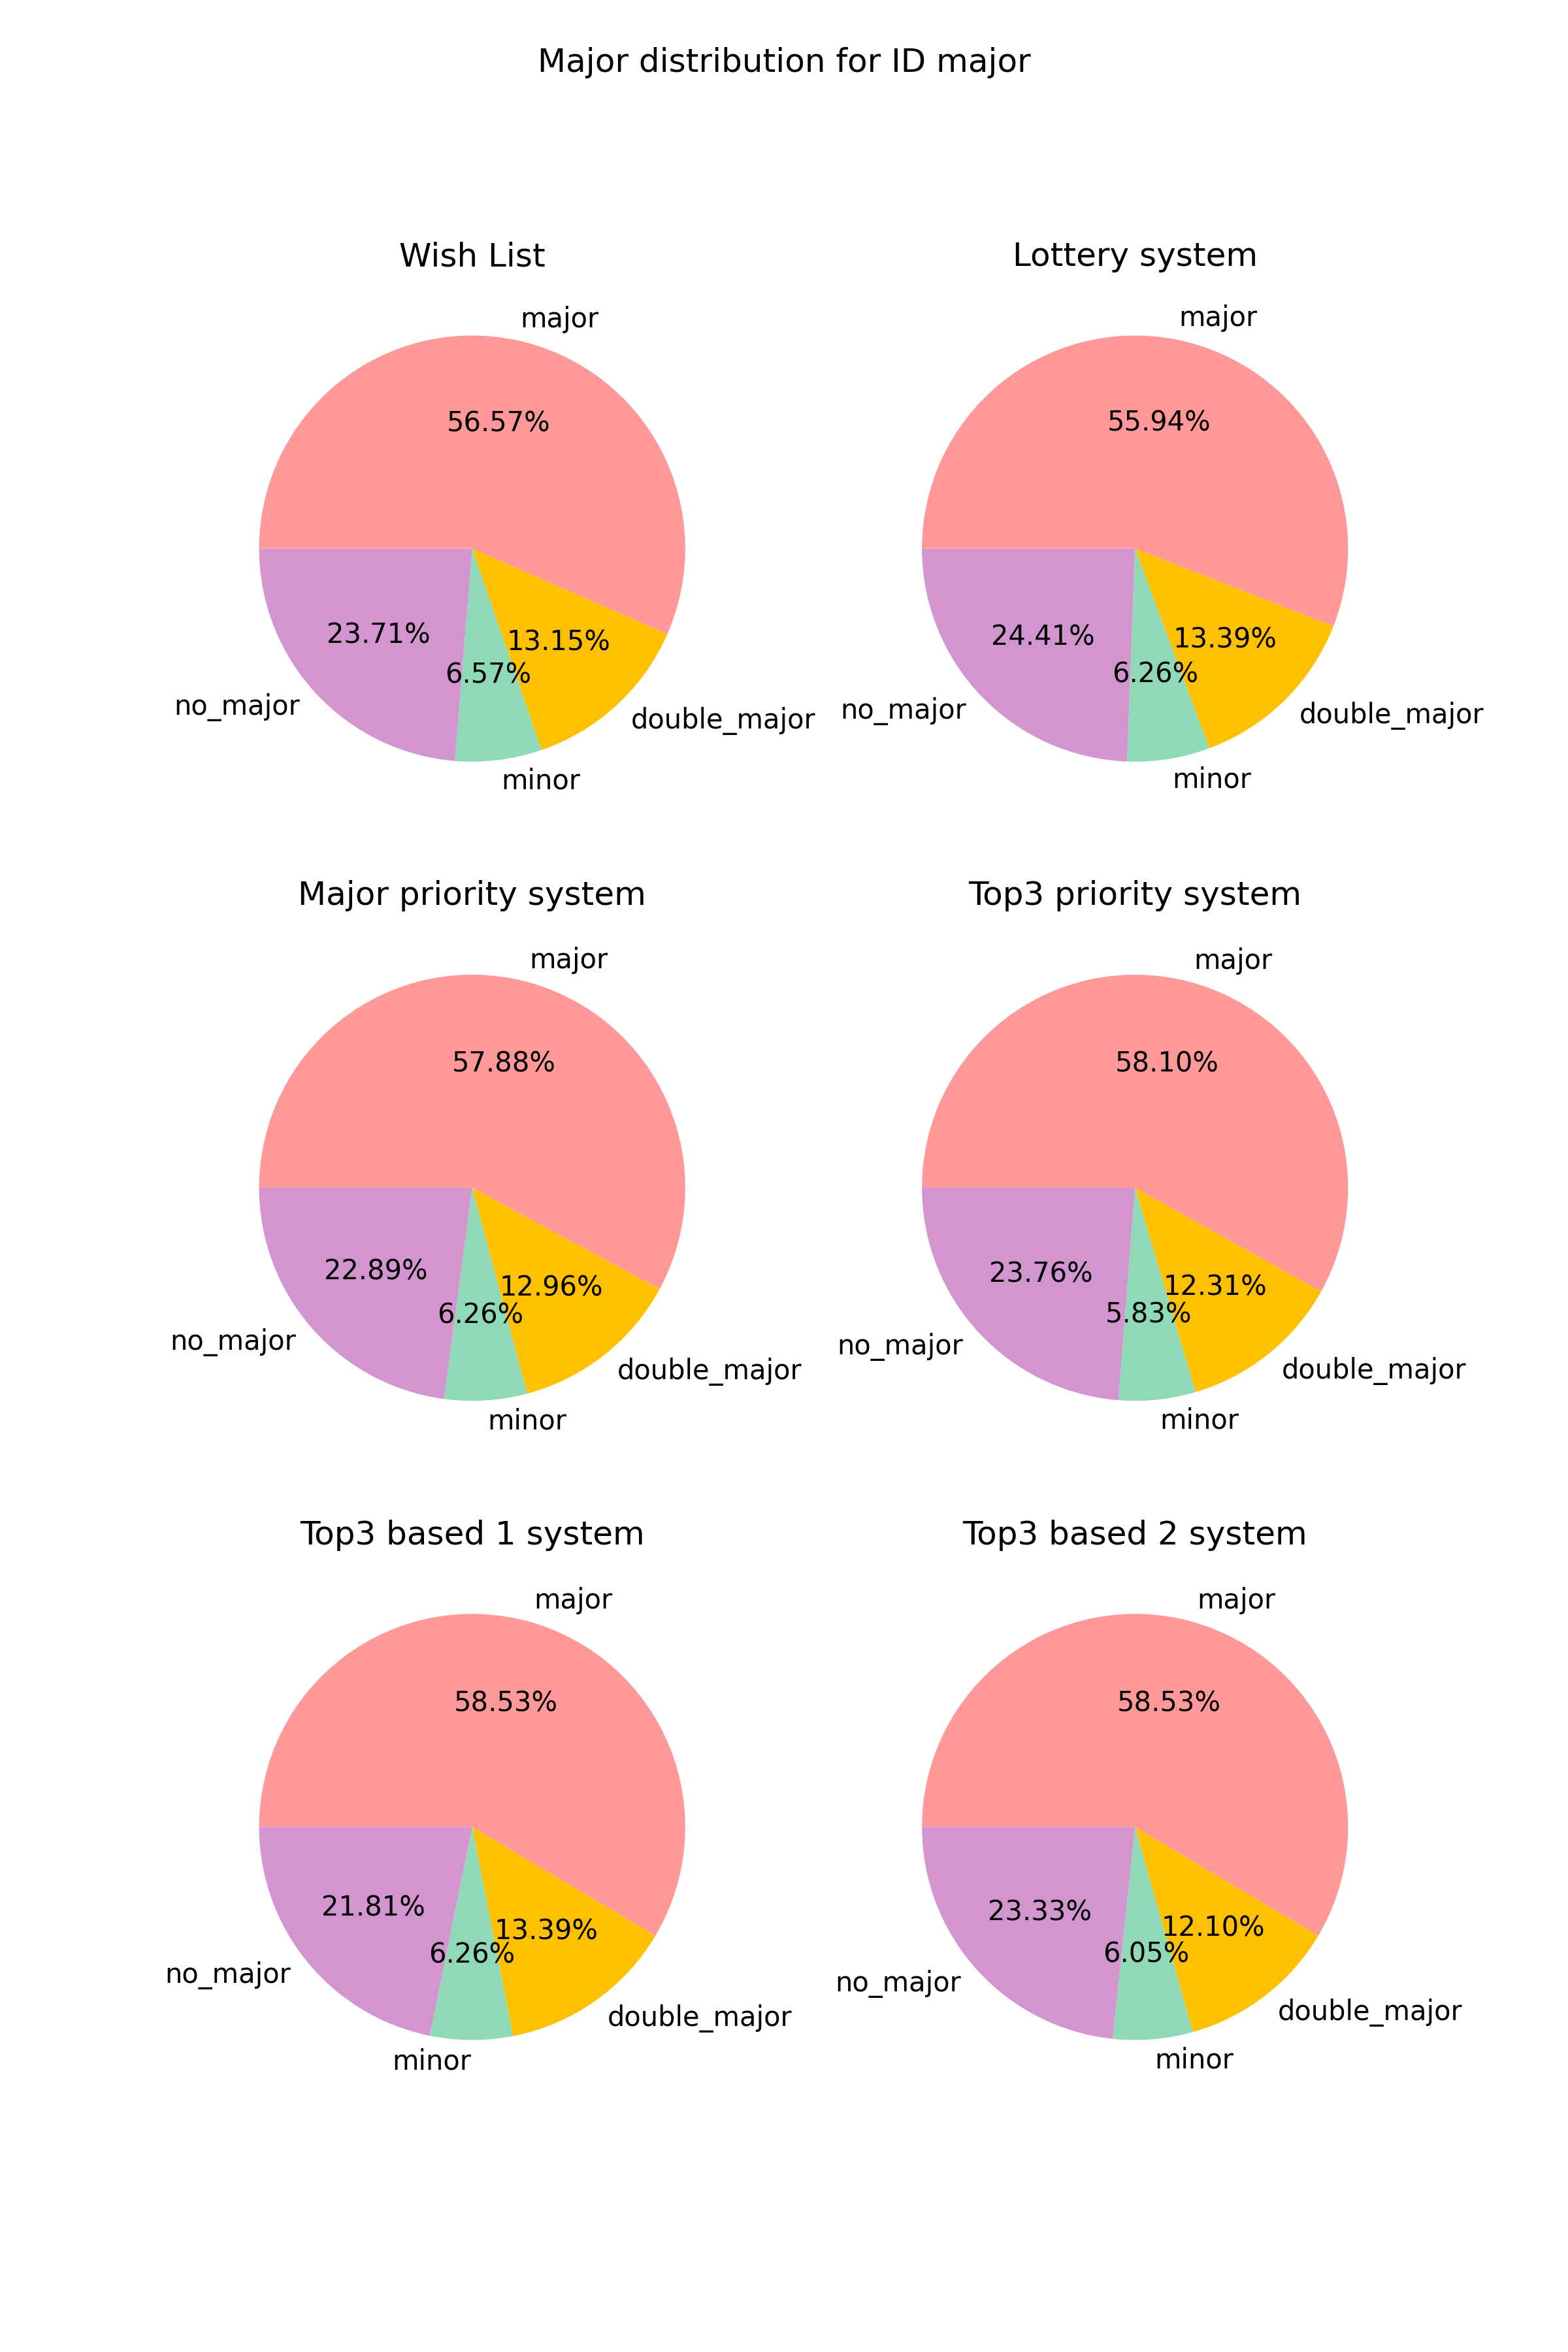 Major distribution for ID major
Wish List
major
56.57%
23.71%
13.15%
6.57%
no_major
double_major
minor
Lottery system
major
55.94%
24.41%
13.39%
6.26%
no_major
double_major
minor
Major priority system
major
57.88%
22.89%
12.96%
6.26%
no_major
double_major
minor
Top3 priority system
major
58.10%
23.76%
12.31%
5.83%
no_major
double_major
minor
Top3 based 1 system
major
58.53%
21.81%
13.39%
6.26%
no_major
double_major
minor
Top3 based 2 system
major
58.53%
23.33%
12.10%
6.05%
no_major
double_major
minor